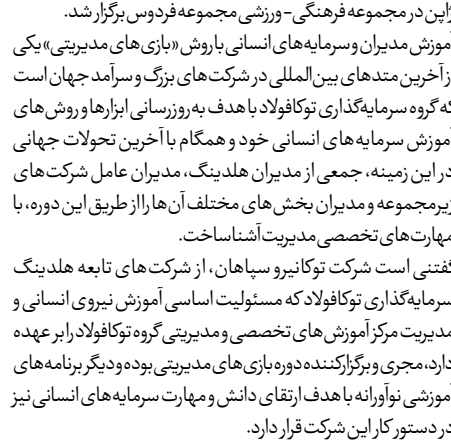 ژاپن در مجموعه فرهنگی-ورزشی مجموعه فردوس برگزار شد.
آموزش مدیران و سرمایه‌های انسانی با روش «بازی‌های مدیریتی» یکی
از آخرین متدهای بین‌المللی در شرکت‌های بزرگ و سرآمد جهان است
که گروه سرمایه‌گذاری توکافولاد با هدف به‌روزرسانی ابزارها و روش‌های
آموزش سرمایه‌های انسانی خود و همگام با آخرین تحولات جهانی
در این زمینه، جمعی از مدیران هلدینگ، مدیران عامل شرکت‌های
زیرمجموعه و مدیران بخش‌های مختلف آن‌ها را از طریق این دوره، با
مهارت‌های تخصصی مدیریت آشنا ساخت.
گفتنی است شرکت توکانیرو سپاهان، از شرکت‌های تابعه هلدینگ
سرمایه‌گذاری توکافولاد که مسئولیت اساسی آموزش نیروی انسانی و
مدیریت مرکز آموزش‌های تخصصی و مدیریتی گروه توکافولاد را بر عهده
دارد، مجری و برگزارکننده دوره بازی‌های مدیریتی بوده و دیگر برنامه‌های
آموزشی نوآورانه با هدف ارتقای دانش و مهارت سرمایه‌های انسانی نیز
در دستور کار این شرکت قرار دارد.